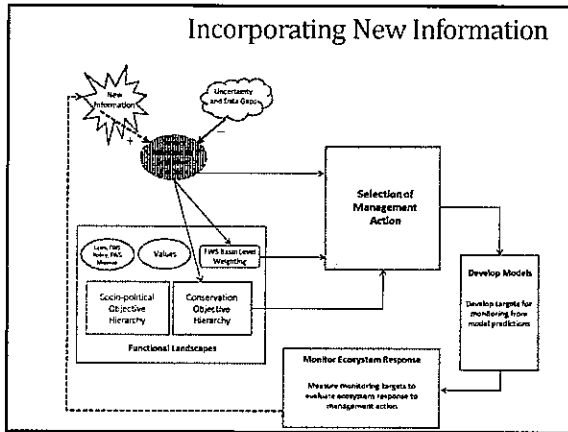 Incorporating New Information
New
Information
Uncertainty
and Data Gaps
+
–
Selection of
Management
Action
Laws, FWS
Policy, FWS
Values
FWS Basin Level
Weighting
Socio-political
Objective
Hierarchy
Conservation
Objective
Hierarchy
Functional Landscapes
Develop Models
Develop targets for
monitoring from
model predictions
Monitor Ecosystem Response
Measure monitoring targets to
evaluate ecosystem response to
management action.